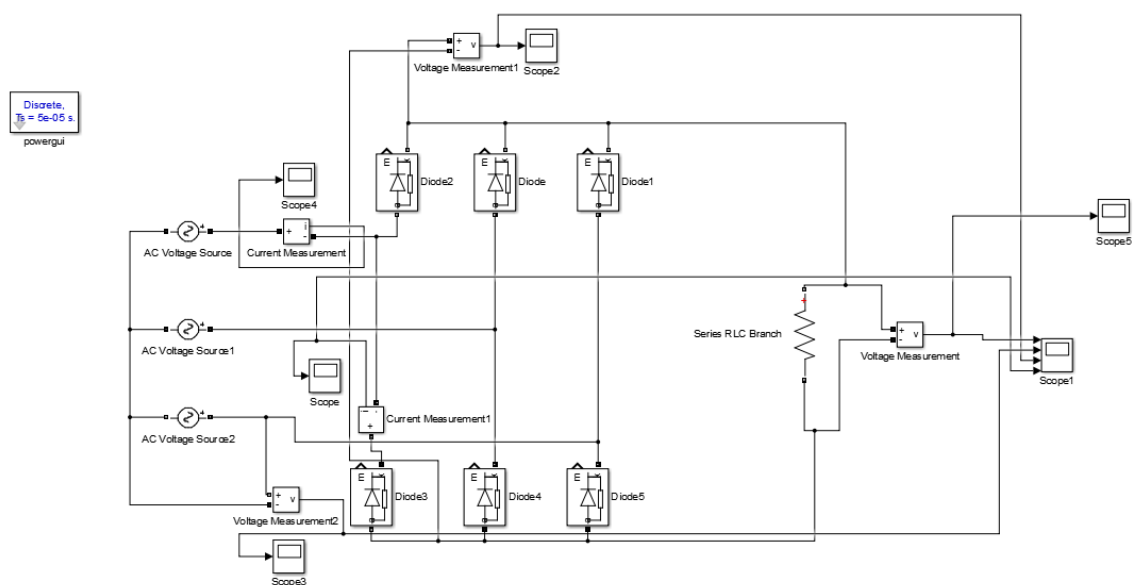 Voltage Measurement1
Scope2
Discrete,
Ts = 5e-05 s.
powergui
Diode2
Diode
Diode1
Scope4
AC Voltage Source
Current Measurement
Scope5
AC Voltage Source1
Series RLC Branch
Voltage Measurement
Scope1
Scope
Current Measurement1
AC Voltage Source2
Diode3
Diode4
Diode5
Voltage Measurement2
Scope3